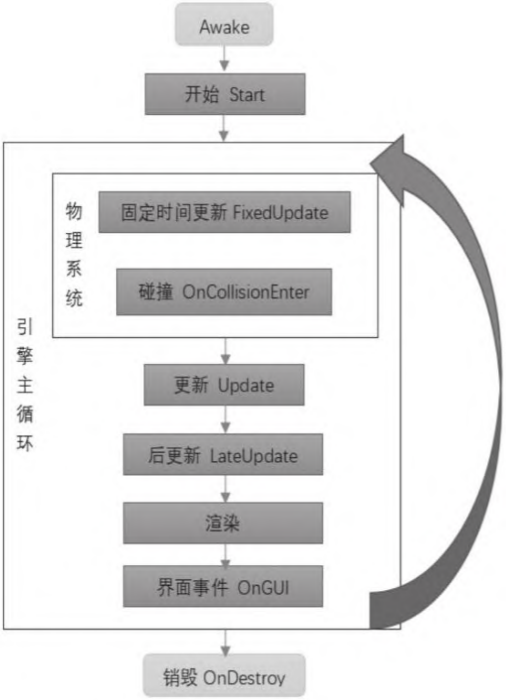 Awake
开始 Start
物理系统
固定时间更新 FixedUpdate
碰撞 OnCollisionEnter
引擎主循环
更新 Update
后更新 LateUpdate
渲染
界面事件 OnGUI
销毁 OnDestroy